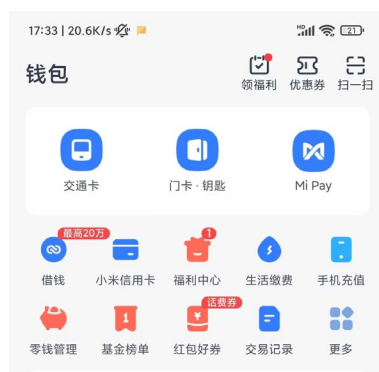 17:33 | 20.6K/s
HD 21
钱包
领福利 优惠券 扫一扫
交通卡 门卡 · 钥匙 Mi Pay
最高20万 1
借钱 小米信用卡 福利中心 生活缴费 手机充值
话费券
1 ¥
零钱管理 基金榜单 红包好券 交易记录 更多